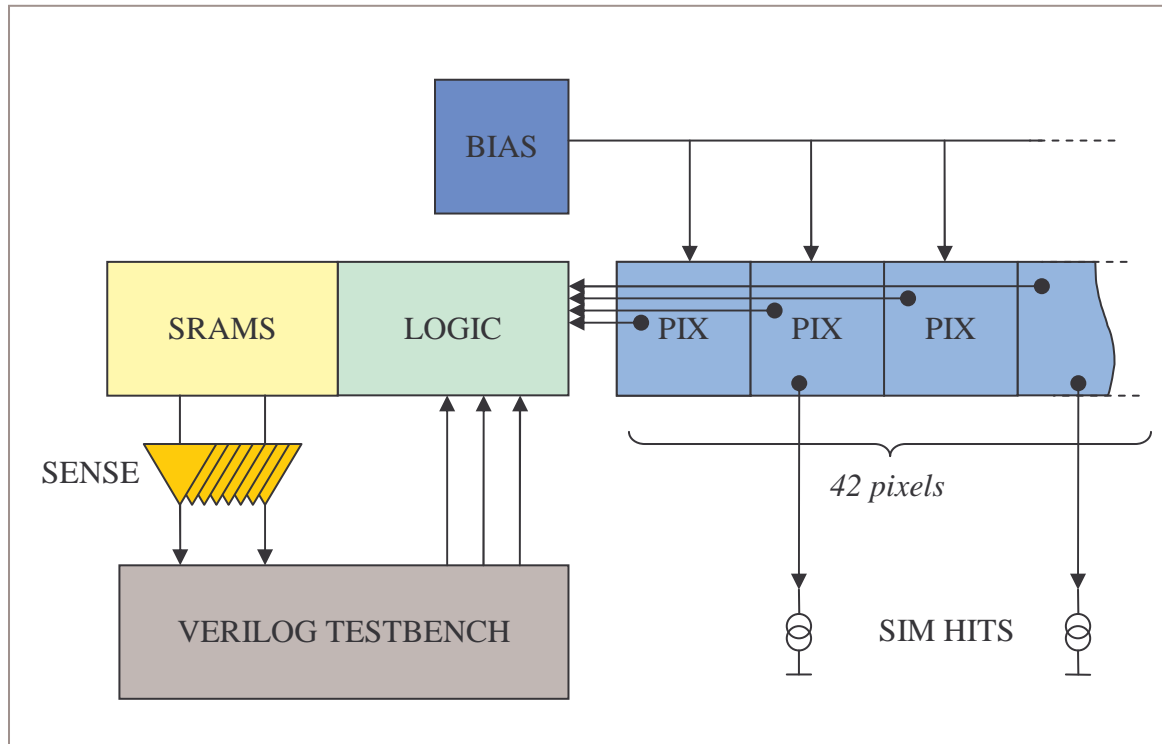 BIAS
SRAMS
LOGIC
PIX
PIX
PIX
SENSE
42 pixels
VERILOG TESTBENCH
SIM HITS